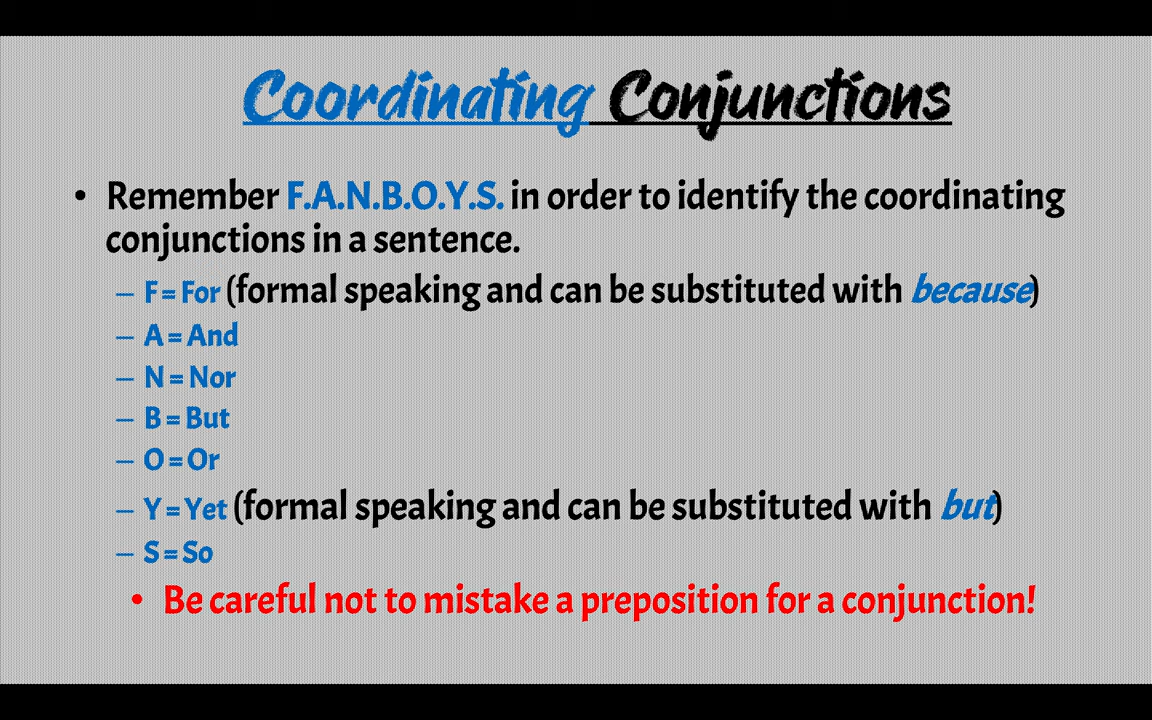 Coordinating Conjunctions
• Remember F.A.N.B.O.Y.S. in order to identify the coordinating
conjunctions in a sentence.
– F = For (formal speaking and can be substituted with because)
– A = And
– N = Nor
– B = But
– O = Or
– Y = Yet (formal speaking and can be substituted with but)
– S = So
• Be careful not to mistake a preposition for a conjunction!